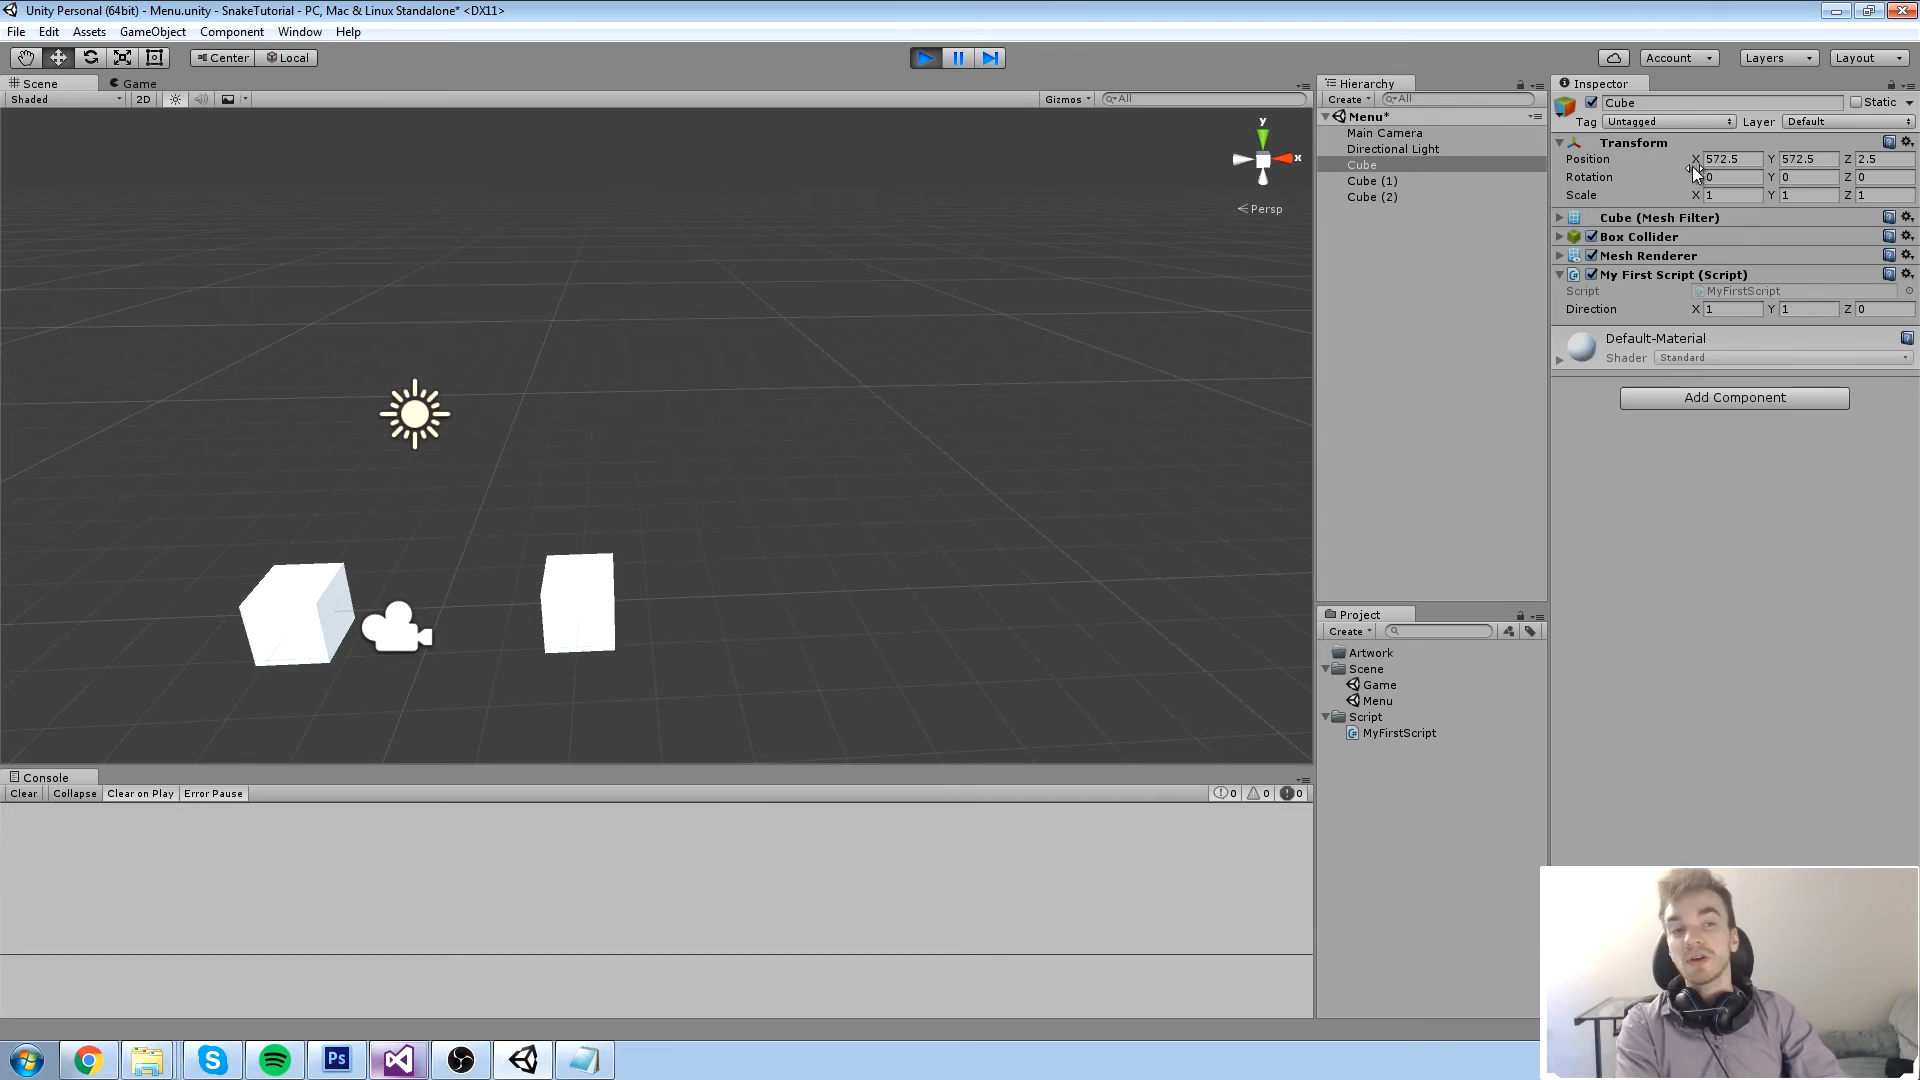 Unity Personal (64bit) - Menu.unity - SnakeTutorial - PC, Mac & Linux Standalone* <DX11>
File Edit Assets GameObject Component Window Help
Center Local Account Layers Layout
Scene Game
Shaded 2D Gizmos All
y
x
Persp
Hierarchy
Create All
Menu*
Main Camera
Directional Light
Cube
Cube (1)
Cube (2)
Inspector
Cube Static
Tag Untagged Layer Default
Transform
Position X 572.5 Y 572.5 Z 2.5
Rotation 0 Y 0 Z 0
Scale X 1 Y 1 Z 1
Cube (Mesh Filter)
Box Collider
Mesh Renderer
My First Script (Script)
Script MyFirstScript
Direction X 1 Y 1 Z 0
Default-Material
Shader Standard
Add Component
Project
Create
Artwork
Scene
Game
Menu
Script
MyFirstScript
Console
Clear Collapse Clear on Play Error Pause 0 0 0
Ps